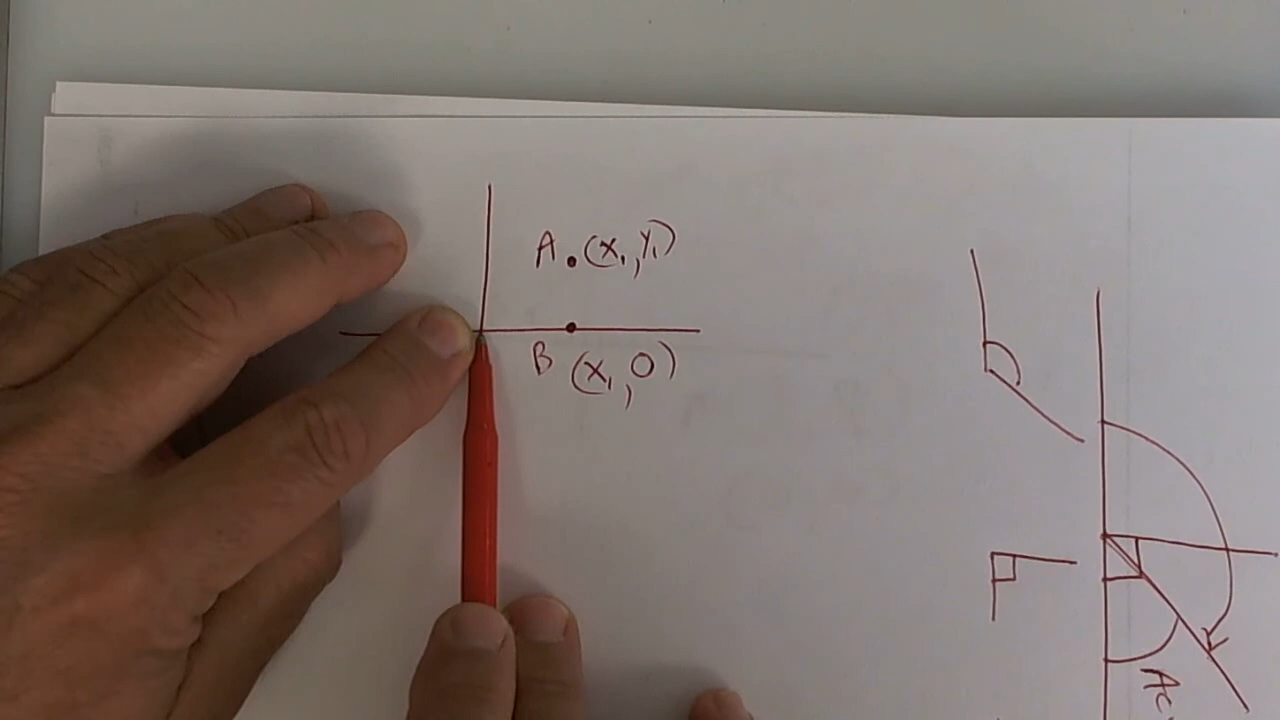 A . (x₁, y₁)
B (x₁, 0)